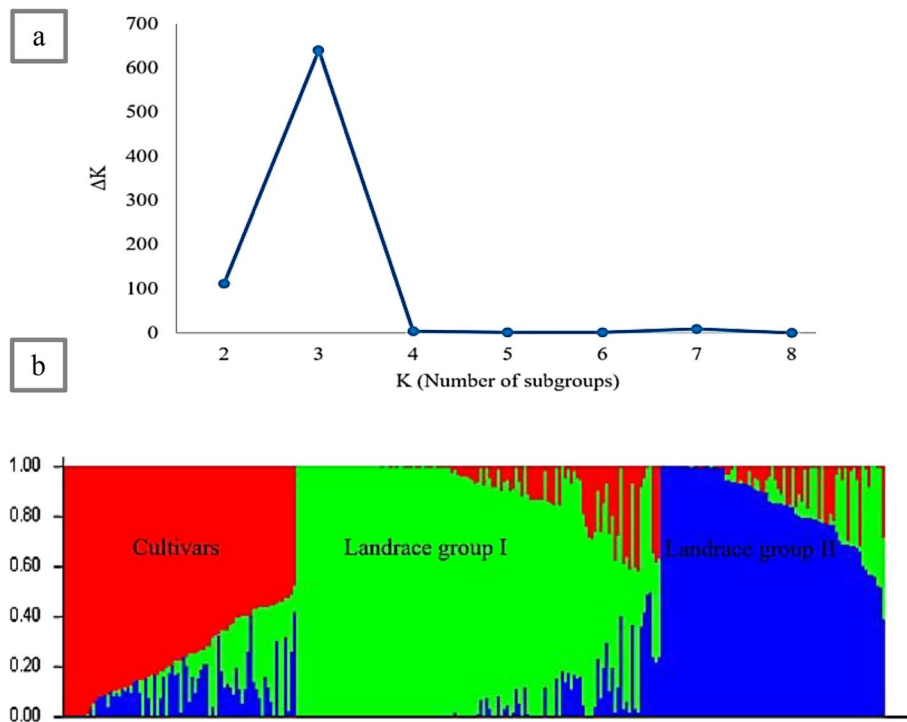 a
700
600
500
400
300
200
100
0
ΔK
2 3 4 5 6 7 8
K (Number of subgroups)
b
1.00
0.80
0.60
0.40
0.20
0.00
Cultivars
Landrace group I
Landrace group II